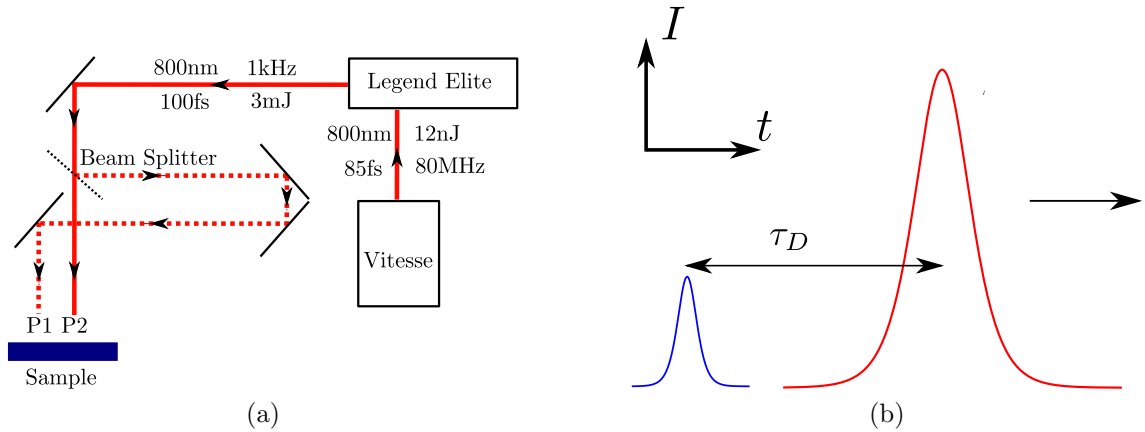 800nm 1kHz
100fs 3mJ
Legend Elite
800nm 12nJ
85fs 80MHz
Beam Splitter
Vitesse
P1 P2
Sample
(a)
I
t
τ_D
(b)